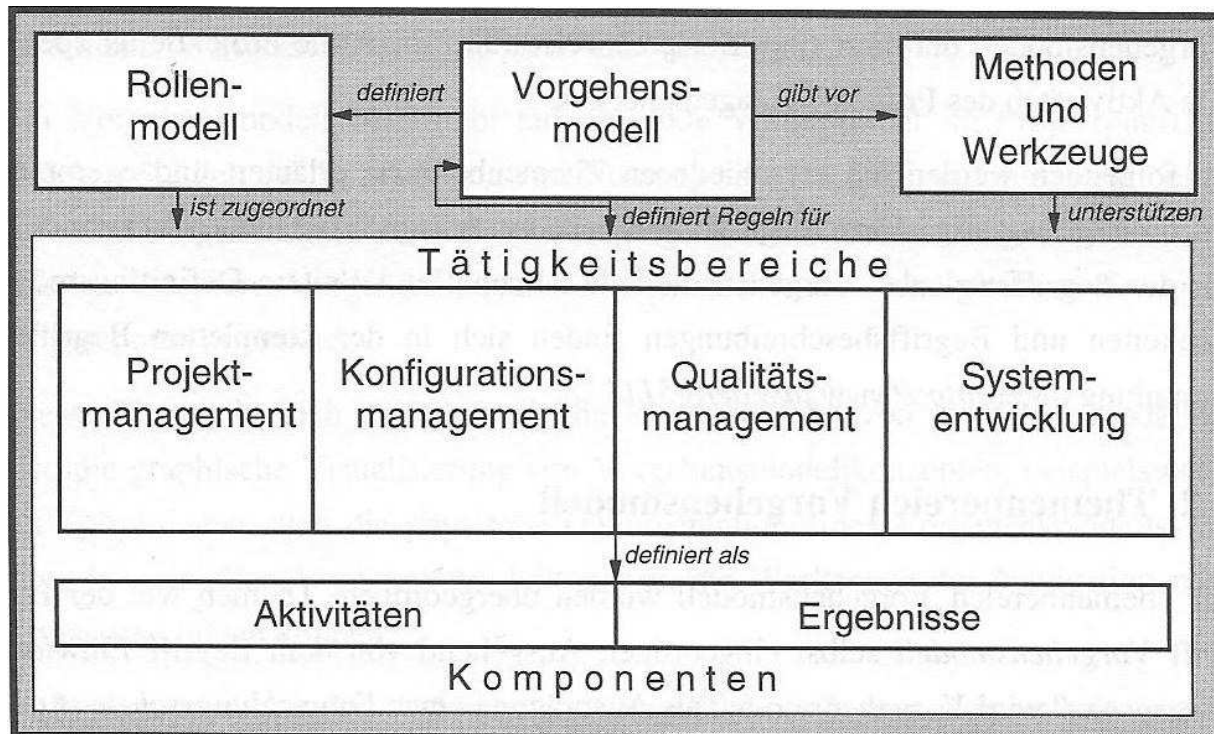 Rollen-
modell
definiert
Vorgehens-
modell
gibt vor
Methoden
und
Werkzeuge
ist zugeordnet
definiert Regeln für
unterstützen
Tätigkeitsbereiche
Projekt-
management
Konfigurations-
management
Qualitäts-
management
System-
entwicklung
definiert als
Aktivitäten
Ergebnisse
Komponenten